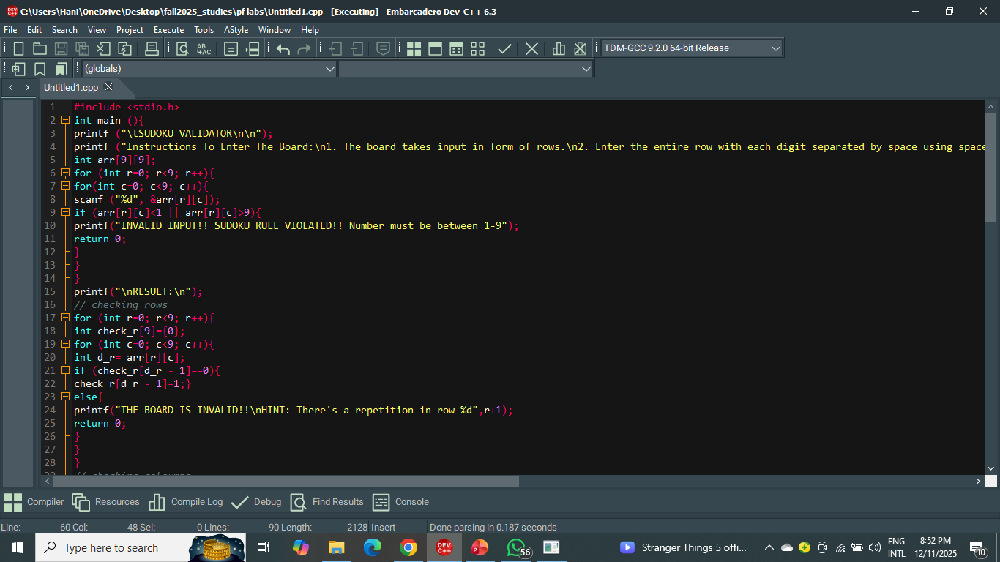 C:\Users\Hani\OneDrive\Desktop\fall2025_studies\pf labs\Untitled1.cpp - [Executing] - Embarcadero Dev-C++ 6.3
File Edit Search View Project Execute Tools AStyle Window Help
TDM-GCC 9.2.0 64-bit Release
(globals)
Untitled1.cpp
1 #include <stdio.h>
2 int main (){
3 printf ("\tSUDOKU VALIDATOR\n\n");
4 printf ("Instructions To Enter The Board:\n1. The board takes input in form of rows.\n2. Enter the entire row with each digit separated by space using space
5 int arr[9][9];
6 for (int r=0; r<9; r++){
7 for(int c=0; c<9; c++){
8 scanf ("%d", &arr[r][c]);
9 if (arr[r][c]<1 || arr[r][c]>9){
10 printf("INVALID INPUT!! SUDOKU RULE VIOLATED!! Number must be between 1-9");
11 return 0;
12 }
13 }
14 }
15 printf("\nRESULT:\n");
16 // checking rows
17 for (int r=0; r<9; r++){
18 int check_r[9]={0};
19 for (int c=0; c<9; c++){
20 int d_r= arr[r][c];
21 if (check_r[d_r - 1]==0){
22 check_r[d_r - 1]=1;}
23 else{
24 printf("THE BOARD IS INVALID!!\nHINT: There's a repetition in row %d",r+1);
25 return 0;
26 }
27 }
28 }
Compiler Resources Compile Log Debug Find Results Console
Line: 60 Col: 48 Sel: 0 Lines: 90 Length: 2128 Insert Done parsing in 0.187 seconds
Type here to search
DEV C++
56
Stranger Things 5 offi...
ENG
INTL
8:52 PM
12/11/2025
10